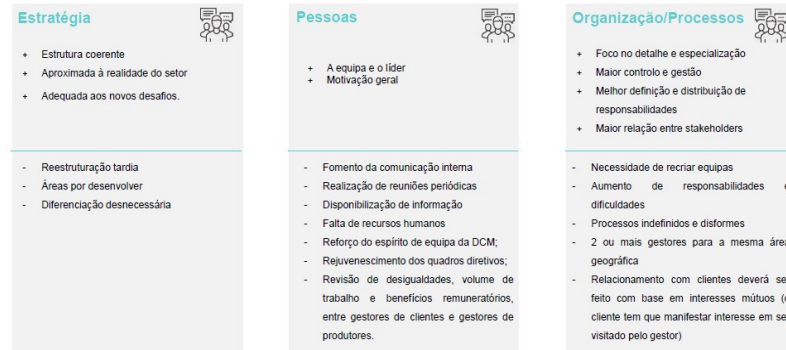 Estratégia
+ Estrutura coerente
+ Aproximada à realidade do setor
+ Adequada aos novos desafios.
- Reestruturação tardia
- Áreas por desenvolver
- Diferenciação desnecessária
Pessoas
+ A equipa e o líder
+ Motivação geral
- Fomento da comunicação interna
- Realização de reuniões periódicas
- Disponibilização de informação
- Falta de recursos humanos
- Reforço do espírito de equipa da DCM;
- Rejuvenescimento dos quadros diretivos;
- Revisão de desigualdades, volume de
trabalho e benefícios remuneratórios,
entre gestores de clientes e gestores de
produtores.
Organização/Processos
+ Foco no detalhe e especialização
+ Maior controlo e gestão
+ Melhor definição e distribuição de
responsabilidades
+ Maior relação entre stakeholders
- Necessidade de recriar equipas
- Aumento de responsabilidades
dificuldades
- Processos indefinidos e disformes
- 2 ou mais gestores para a mesma área
geográfica
- Relacionamento com clientes deverá
feito com base em interesses mútuos
cliente tem que manifestar interesse em
visitado pelo gestor)